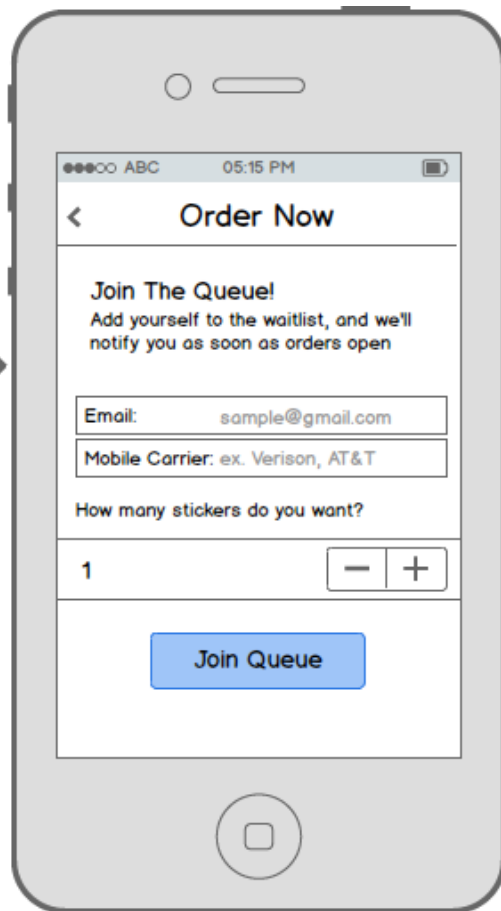 ABC 05:15 PM
Order Now
Join The Queue!
Add yourself to the waitlist, and we'll
notify you as soon as orders open
Email: sample@gmail.com
Mobile Carrier: ex. Verison, AT&T
How many stickers do you want?
1
Join Queue